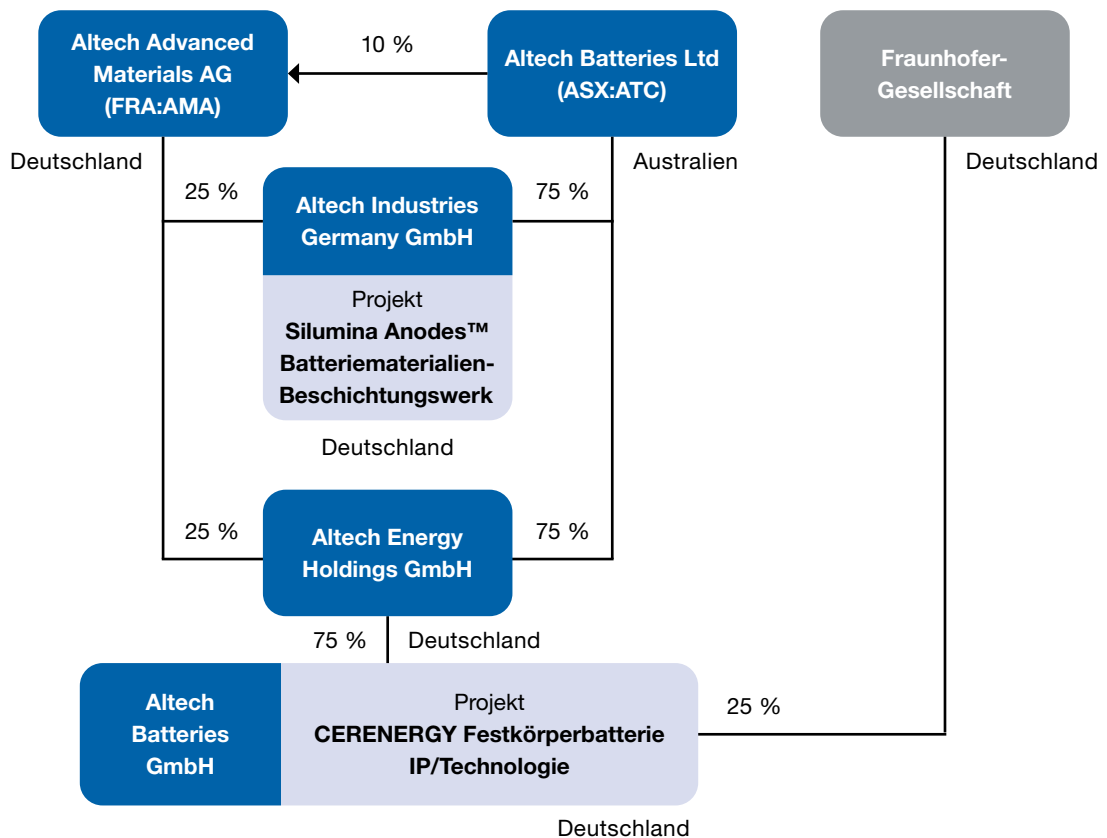 Altech Advanced
Materials AG
(FRA:AMA)
10 %
Altech Batteries Ltd
(ASX:ATC)
Fraunhofer-
Gesellschaft
Deutschland
Australien
Deutschland
25 %
Altech Industries
Germany GmbH
75 %
Projekt
Silumina Anodes™
Batteriematerialien-
Beschichtungswerk
Deutschland
25 %
Altech Energy
Holdings GmbH
75 %
75 %
Deutschland
Altech
Batteries
GmbH
Projekt
CERENERGY Festkörperbatterie
IP/Technologie
25 %
Deutschland